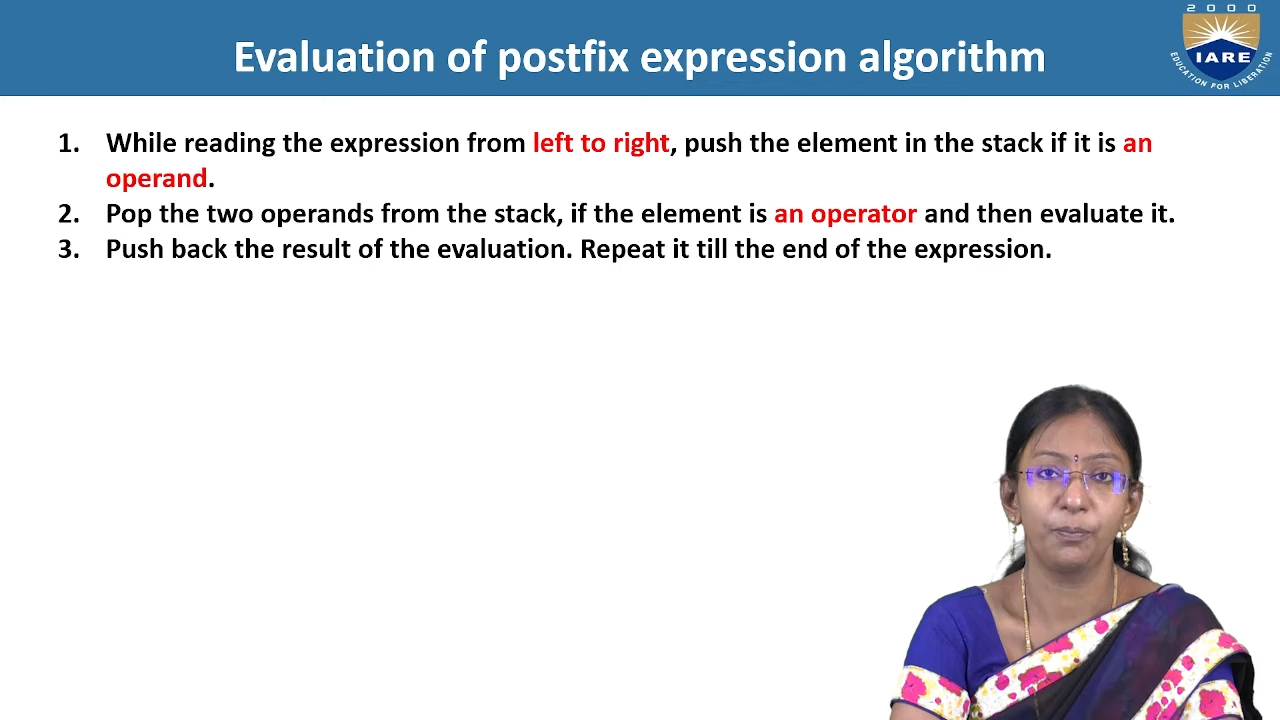 2000
IARE
EDUCATION FOR LIBERATION
Evaluation of postfix expression algorithm
1. While reading the expression from left to right, push the element in the stack if it is an
operand.
2. Pop the two operands from the stack, if the element is an operator and then evaluate it.
3. Push back the result of the evaluation. Repeat it till the end of the expression.